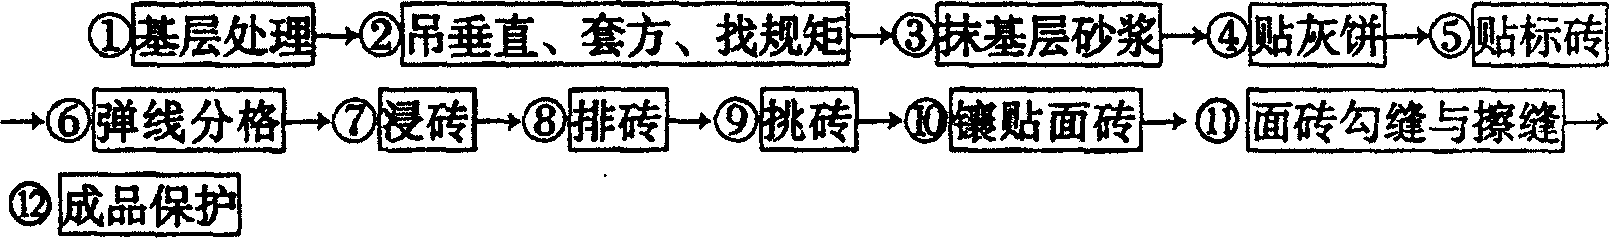 ①基层处理→②吊垂直、套方、找规矩→③抹基层砂浆→④贴灰饼→⑤贴标砖
→⑥弹线分格→⑦浸砖→⑧排砖→⑨挑砖→⑩镶贴面砖→⑪面砖勾缝与擦缝→
⑫成品保护